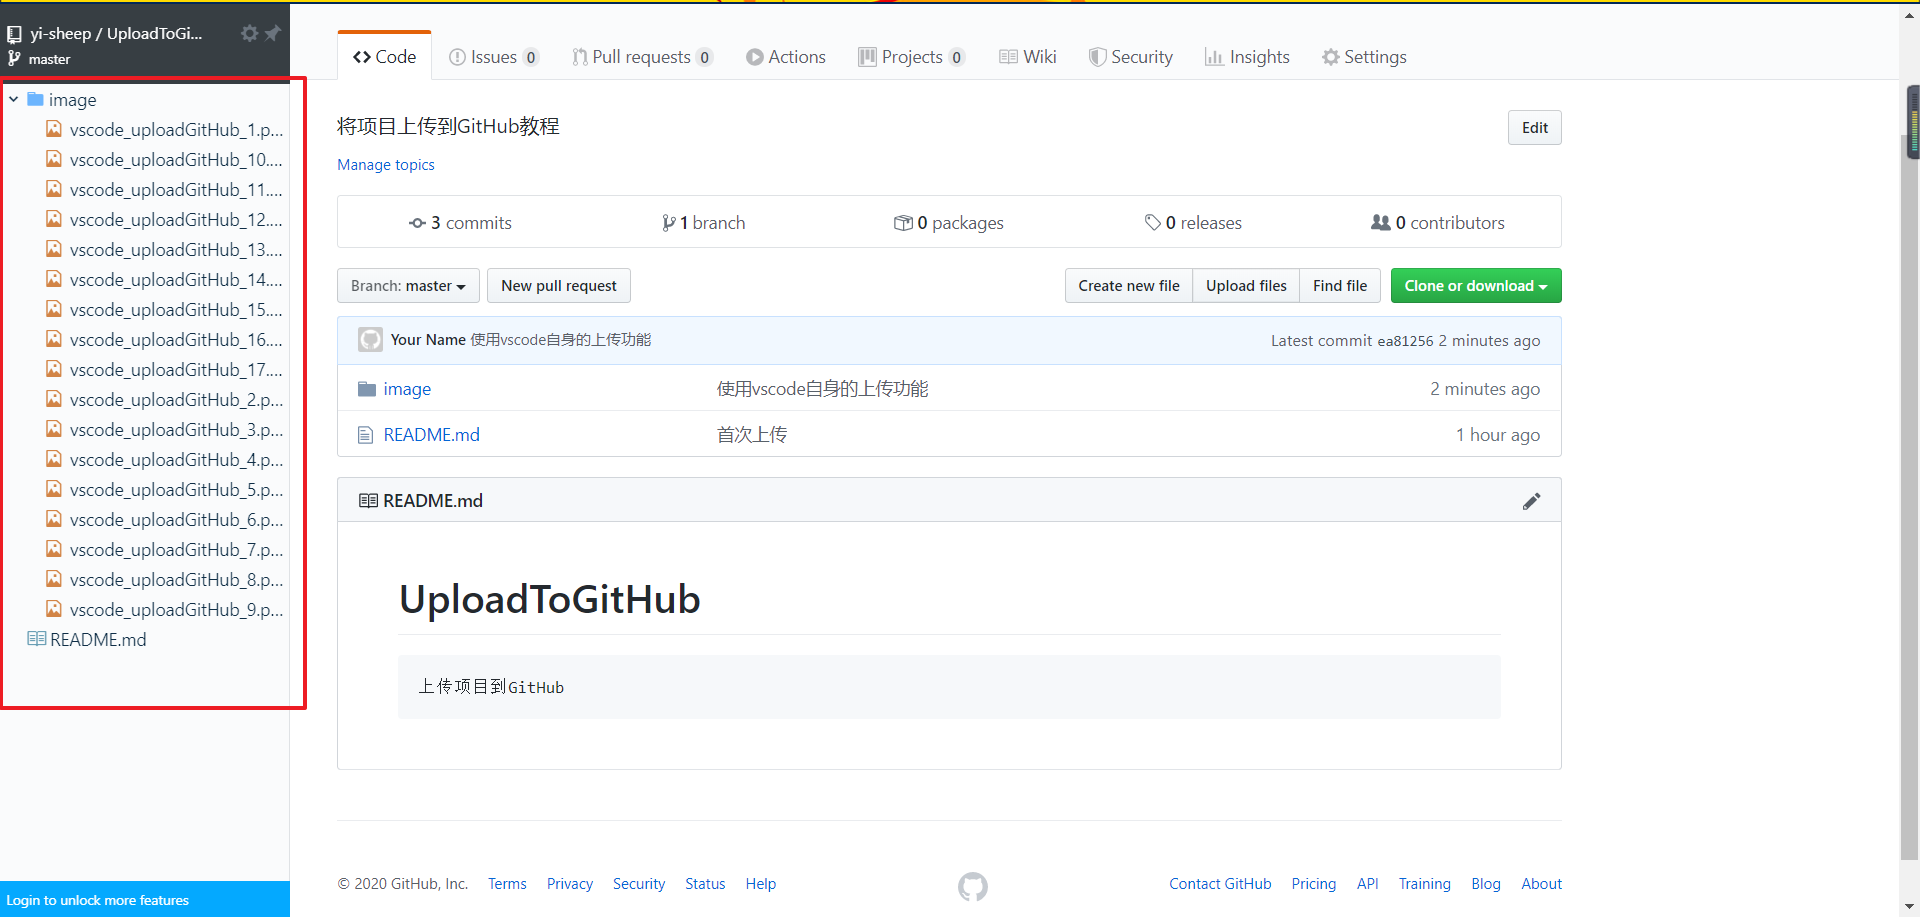 yi-sheep / UploadToGi...
master
image
vscode_uploadGitHub_1.p...
vscode_uploadGitHub_10....
vscode_uploadGitHub_11....
vscode_uploadGitHub_12....
vscode_uploadGitHub_13....
vscode_uploadGitHub_14....
vscode_uploadGitHub_15....
vscode_uploadGitHub_16....
vscode_uploadGitHub_17....
vscode_uploadGitHub_2.p...
vscode_uploadGitHub_3.p...
vscode_uploadGitHub_4.p...
vscode_uploadGitHub_5.p...
vscode_uploadGitHub_6.p...
vscode_uploadGitHub_7.p...
vscode_uploadGitHub_8.p...
vscode_uploadGitHub_9.p...
README.md
Login to unlock more features
Code Issues 0 Pull requests 0 Actions Projects 0 Wiki Security Insights Settings
将项目上传到GitHub教程 Edit
Manage topics
3 commits 1 branch 0 packages 0 releases 0 contributors
Branch: master New pull request Create new file Upload files Find file Clone or download
Your Name 使用vscode自身的上传功能 Latest commit ea81256 2 minutes ago
image 使用vscode自身的上传功能 2 minutes ago
README.md 首次上传 1 hour ago
README.md
UploadToGitHub
上传项目到GitHub
© 2020 GitHub, Inc. Terms Privacy Security Status Help Contact GitHub Pricing API Training Blog About